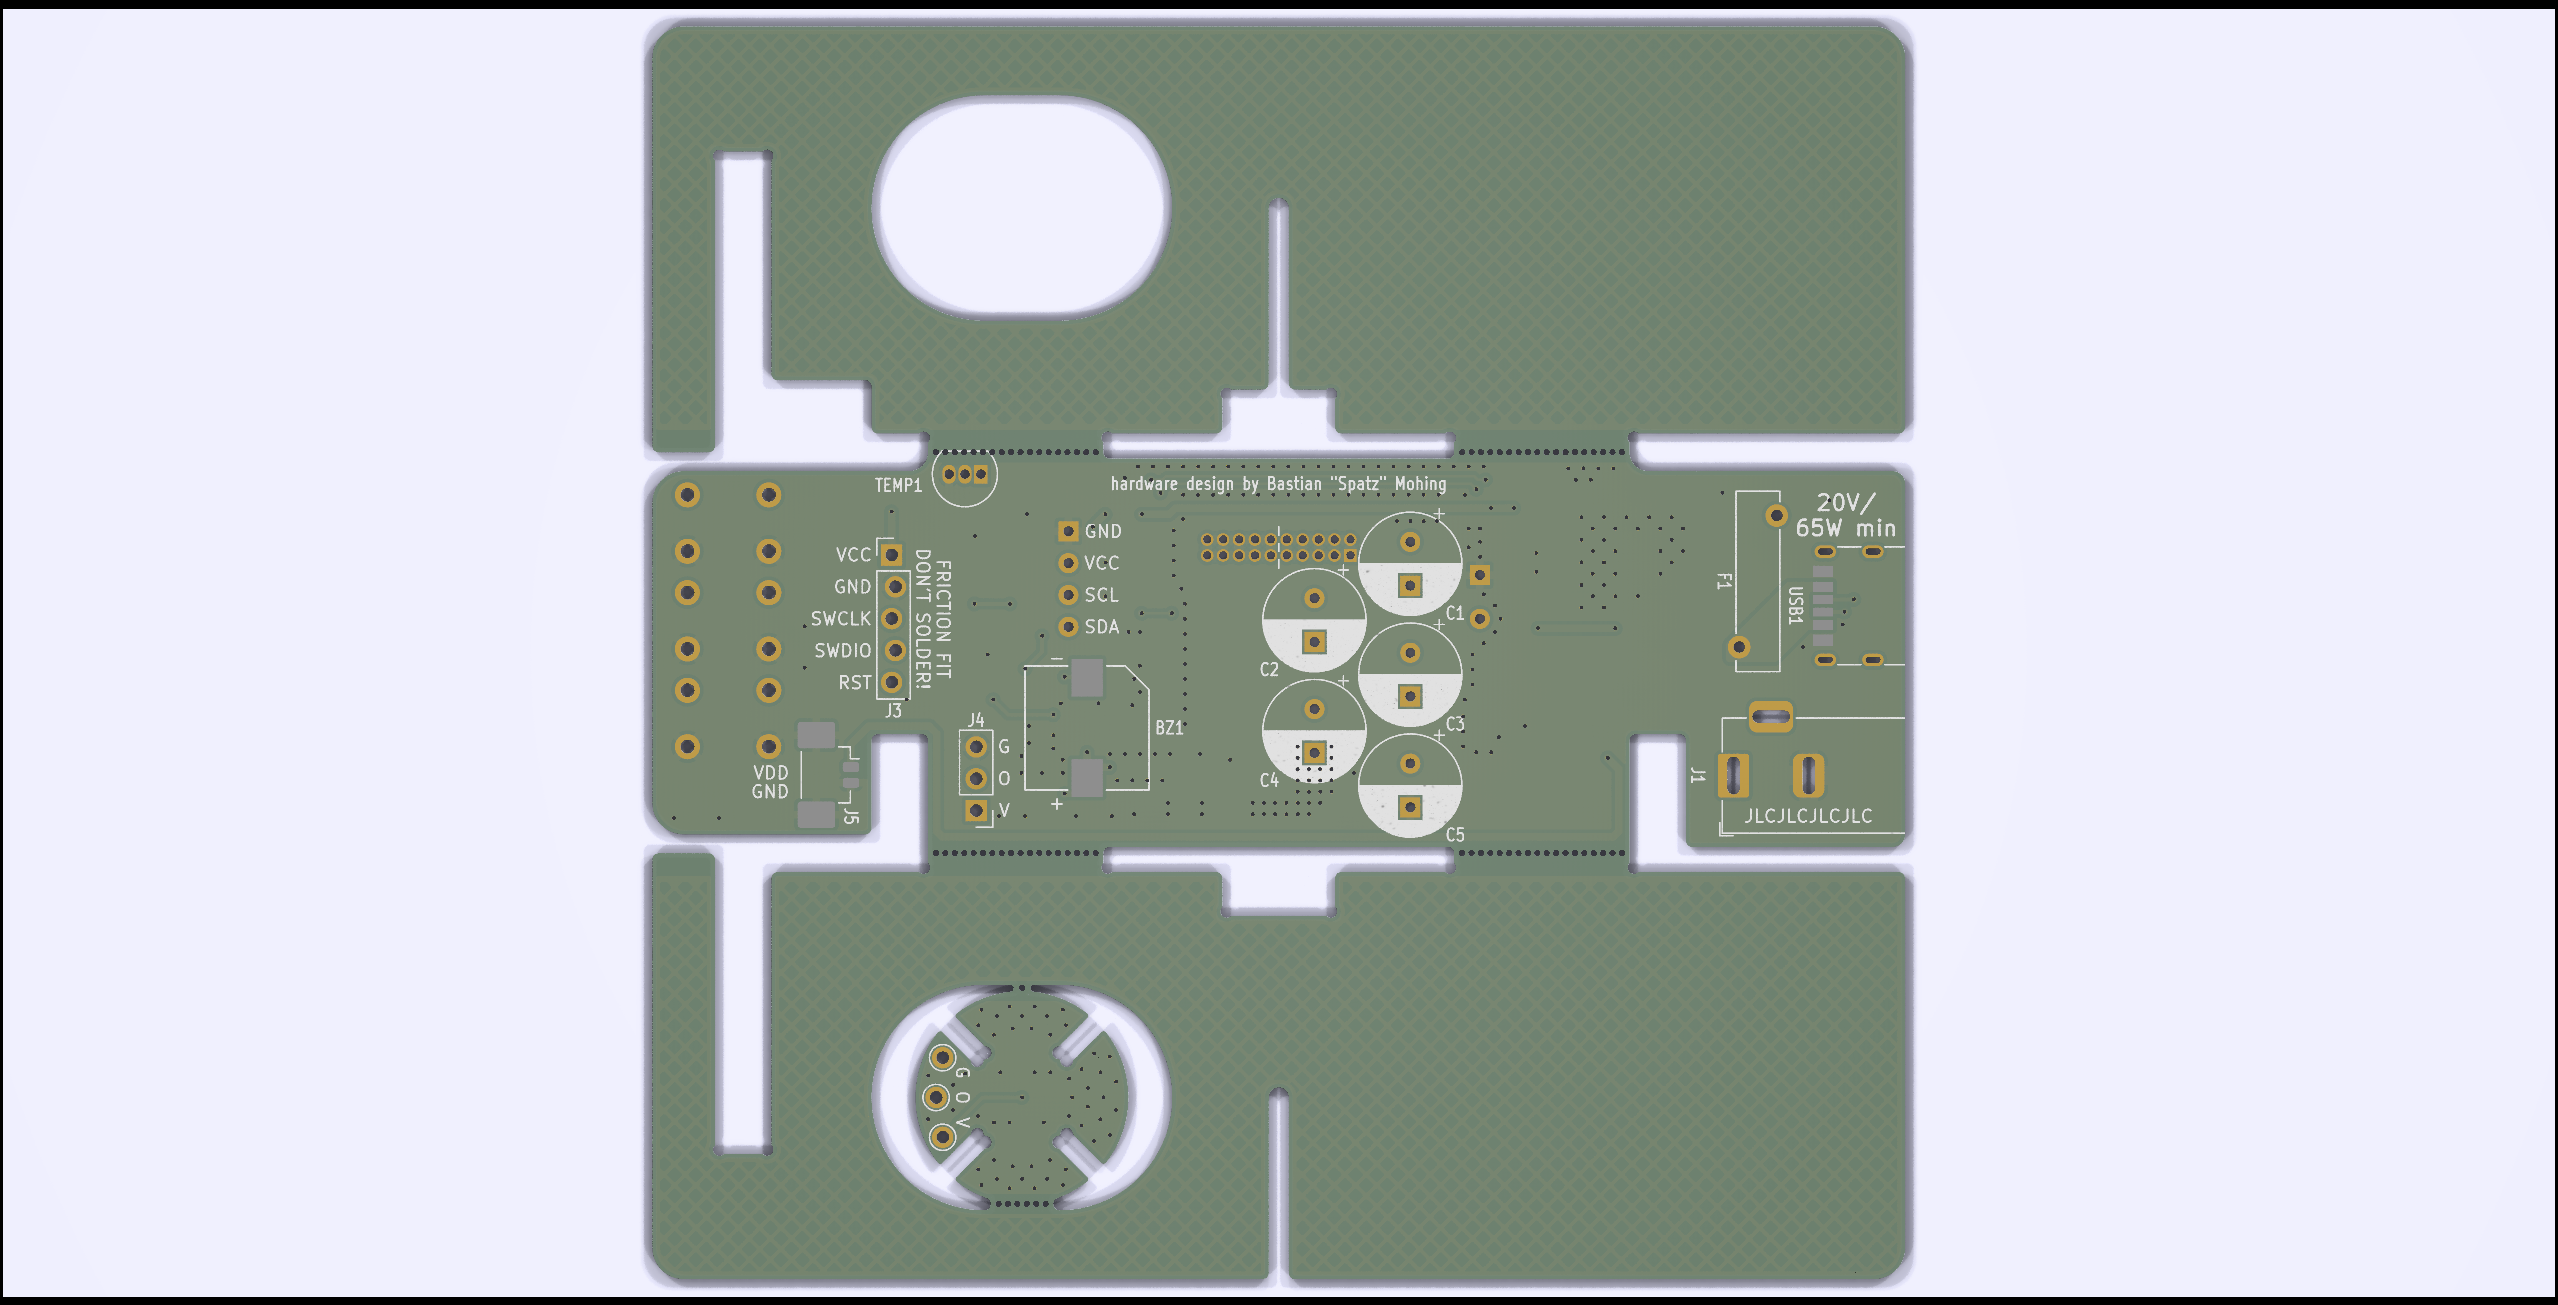 TEMP1
hardware design by Bastian "Spatz" Mohing
20V/
65W min
VCC
GND
SWCLK
SWDIO
RST
J3
FRICTION FIT
DON'T SOLDER!
GND
VCC
SCL
SDA
+
C1
+
C2
+
C3
+
C4
+
C5
F1
USB1
J1
JLCJLCJLCJLC
VDD
GND
J5
J4
G
O
V
-
BZ1
+
G
O
V